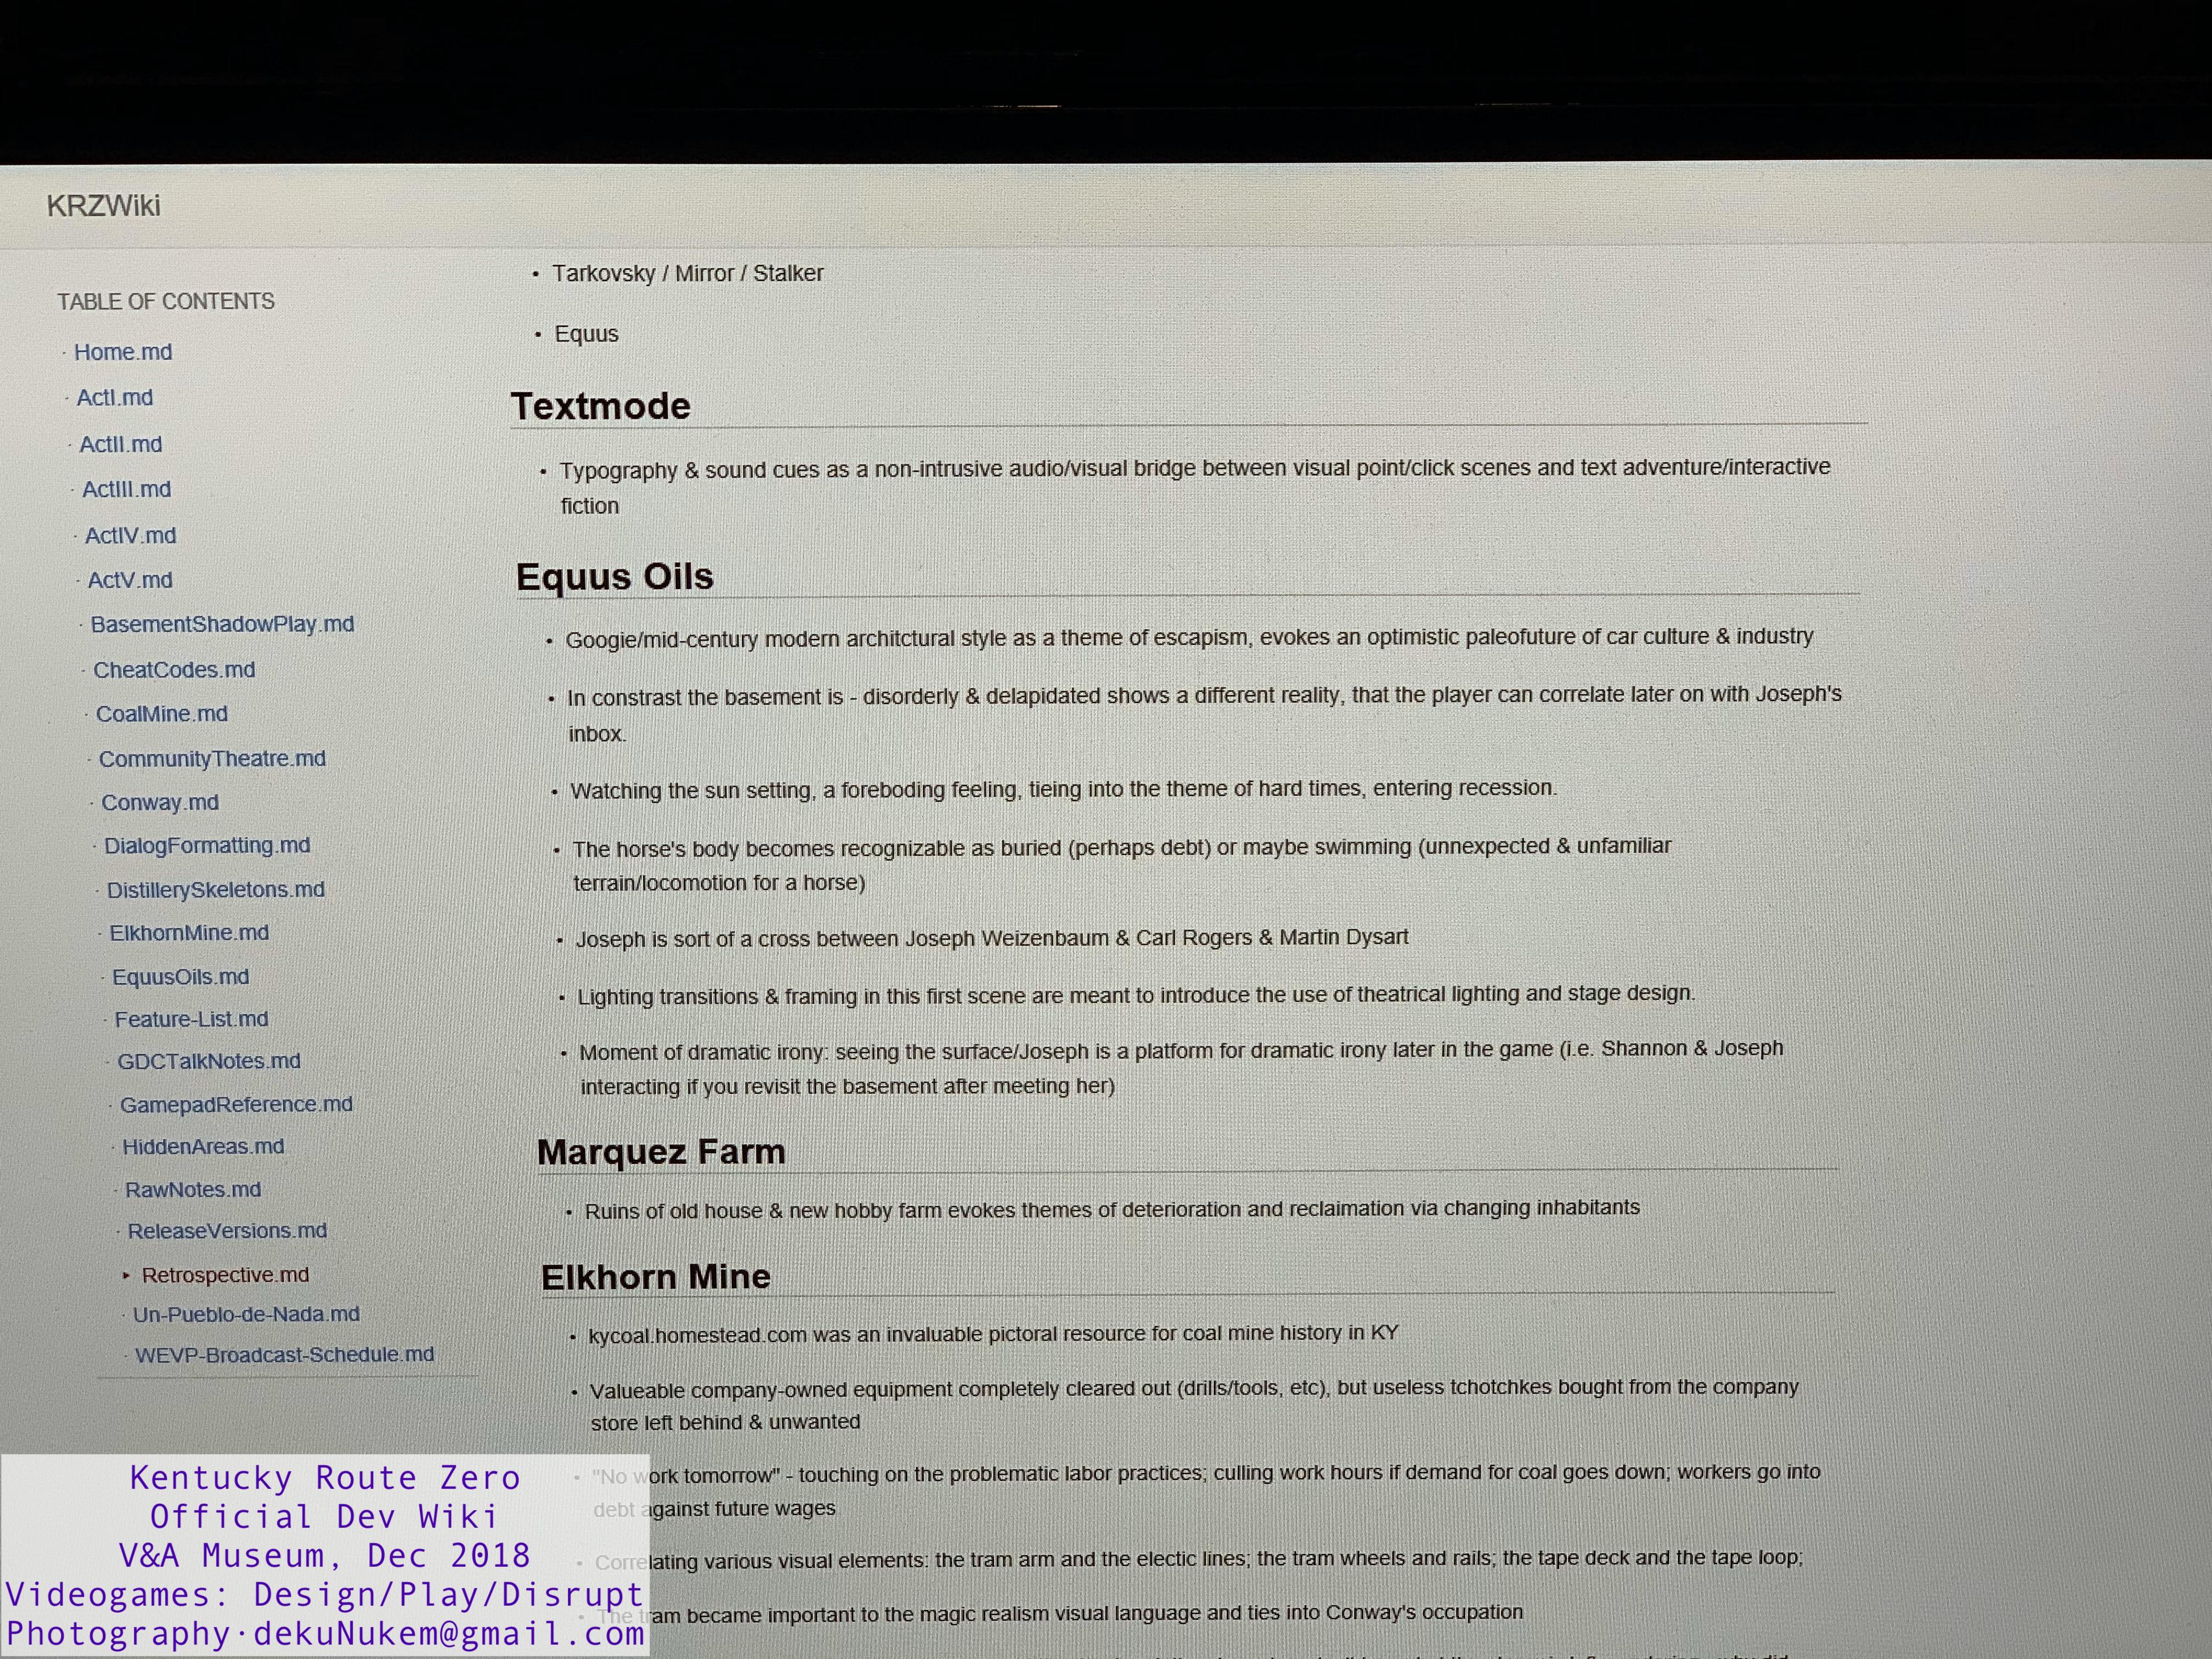 KRZWiki
TABLE OF CONTENTS
· Home.md
· ActI.md
· ActII.md
· ActIII.md
· ActIV.md
· ActV.md
· BasementShadowPlay.md
· CheatCodes.md
· CoalMine.md
· CommunityTheatre.md
· Conway.md
· DialogFormatting.md
· DistillerySkeletons.md
· ElkhornMine.md
· EquusOils.md
· Feature-List.md
· GDCTalkNotes.md
· GamepadReference.md
· HiddenAreas.md
· RawNotes.md
· ReleaseVersions.md
▸ Retrospective.md
· Un-Pueblo-de-Nada.md
· WEVP-Broadcast-Schedule.md
• Tarkovsky / Mirror / Stalker
• Equus
Textmode
• Typography & sound cues as a non-intrusive audio/visual bridge between visual point/click scenes and text adventure/interactive
fiction
Equus Oils
• Googie/mid-century modern architctural style as a theme of escapism, evokes an optimistic paleofuture of car culture & industry
• In constrast the basement is - disorderly & delapidated shows a different reality, that the player can correlate later on with Joseph's
inbox.
• Watching the sun setting, a foreboding feeling, tieing into the theme of hard times, entering recession.
• The horse's body becomes recognizable as buried (perhaps debt) or maybe swimming (unnexpected & unfamiliar
terrain/locomotion for a horse)
• Joseph is sort of a cross between Joseph Weizenbaum & Carl Rogers & Martin Dysart
• Lighting transitions & framing in this first scene are meant to introduce the use of theatrical lighting and stage design.
• Moment of dramatic irony: seeing the surface/Joseph is a platform for dramatic irony later in the game (i.e. Shannon & Joseph
interacting if you revisit the basement after meeting her)
Marquez Farm
• Ruins of old house & new hobby farm evokes themes of deterioration and reclaimation via changing inhabitants
Elkhorn Mine
• kycoal.homestead.com was an invaluable pictoral resource for coal mine history in KY
• Valueable company-owned equipment completely cleared out (drills/tools, etc), but useless tchotchkes bought from the company
store left behind & unwanted
• "No work tomorrow" - touching on the problematic labor practices; culling work hours if demand for coal goes down; workers go into
debt against future wages
• Correlating various visual elements: the tram arm and the electic lines; the tram wheels and rails; the tape deck and the tape loop;
• The tram became important to the magic realism visual language and ties into Conway's occupation
Kentucky Route Zero
Official Dev Wiki
V&A Museum, Dec 2018
Videogames: Design/Play/Disrupt
Photography·dekuNukem@gmail.com